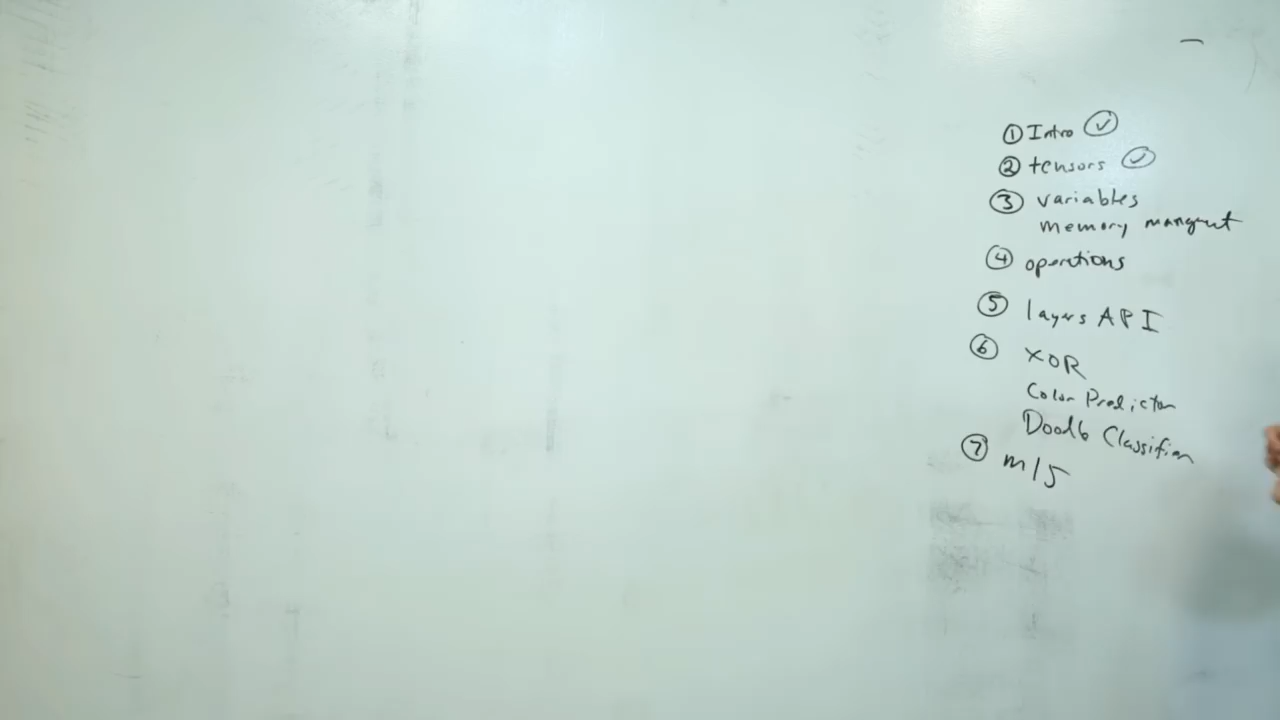 ① Intro ✓
② tensors ✓
③ variables
memory mangmt
④ operations
⑤ layers API
⑥ XOR
Color Predictor
Doodle Classifier
⑦ ml5